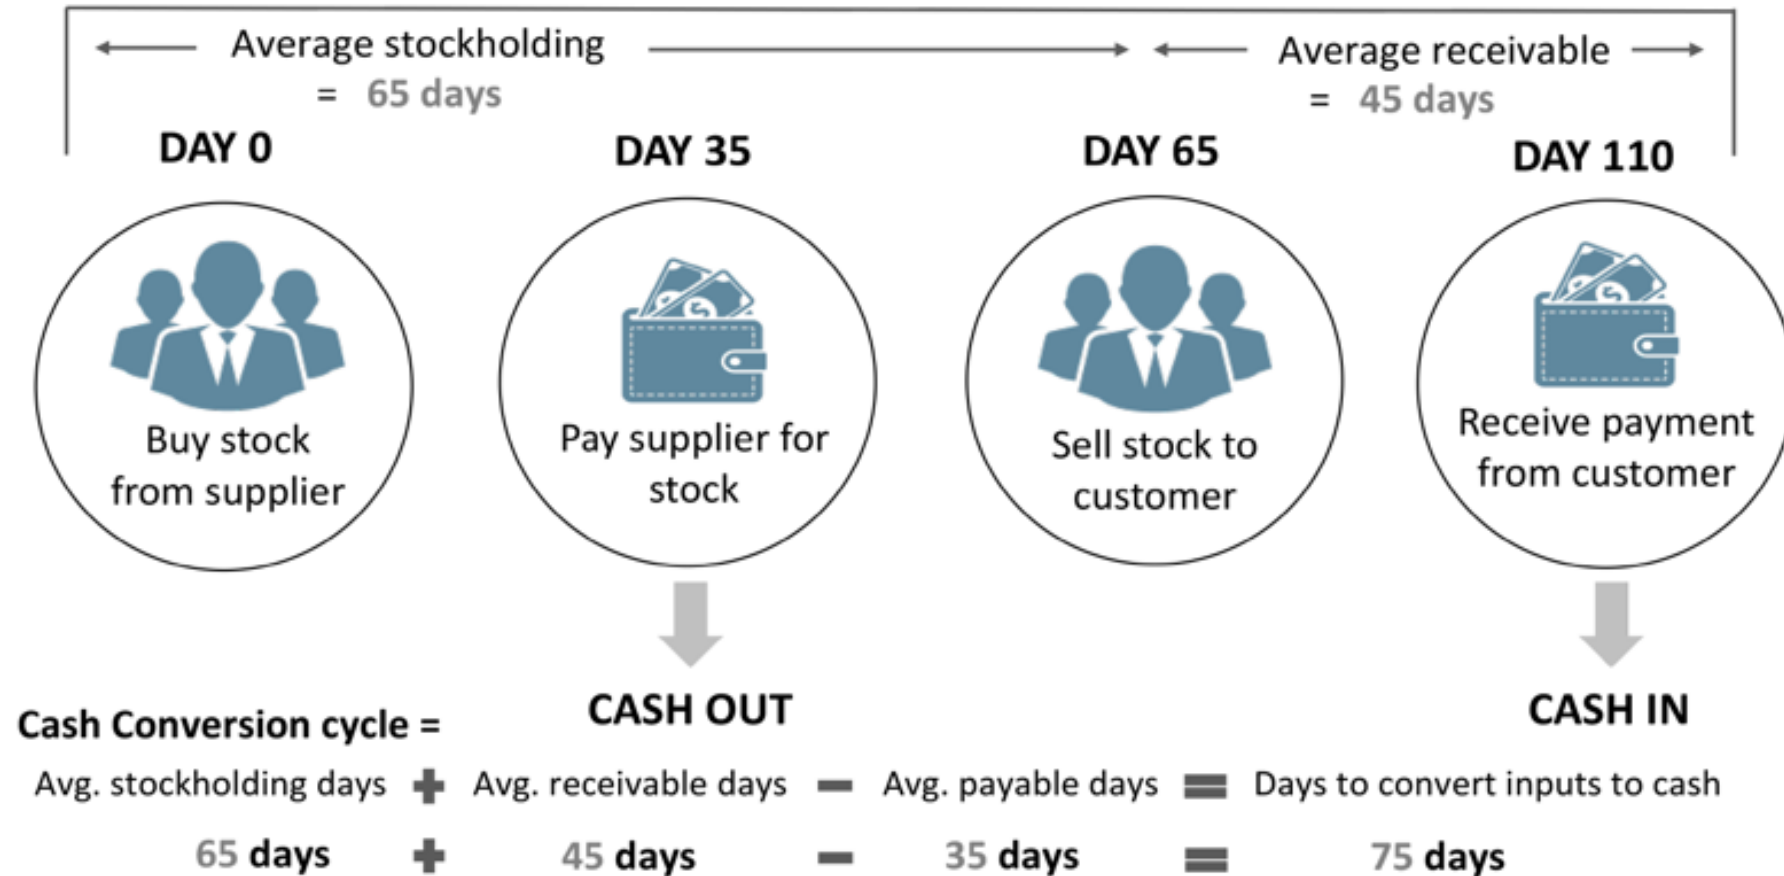 Average stockholding
= 65 days
Average receivable
= 45 days
DAY 0
DAY 35
DAY 65
DAY 110
Buy stock
from supplier
Pay supplier for
stock
Sell stock to
customer
Receive payment
from customer
CASH OUT
CASH IN
Cash Conversion cycle =
Avg. stockholding days + Avg. receivable days − Avg. payable days = Days to convert inputs to cash
65 days + 45 days − 35 days = 75 days